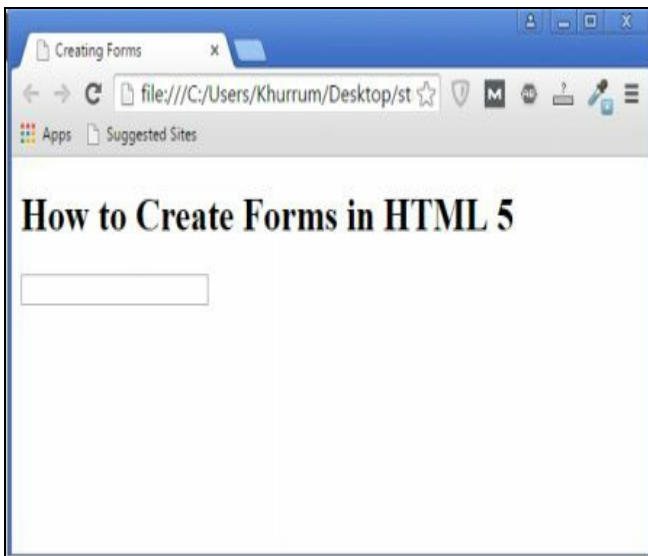 Creating Forms
file:///C:/Users/Khurrum/Desktop/st
Apps Suggested Sites
How to Create Forms in HTML 5